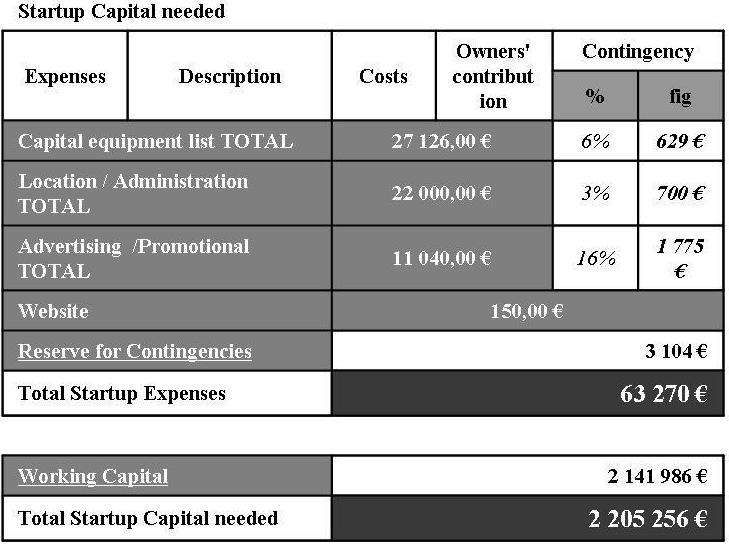 Startup Capital needed
Expenses Description Costs Owners' contribut ion Contingency
% fig
Capital equipment list TOTAL 27 126,00 € 6% 629 €
Location / Administration
TOTAL 22 000,00 € 3% 700 €
Advertising /Promotional
TOTAL 11 040,00 € 16% 1 775 €
Website 150,00 €
Reserve for Contingencies 3 104 €
Total Startup Expenses 63 270 €
Working Capital 2 141 986 €
Total Startup Capital needed 2 205 256 €